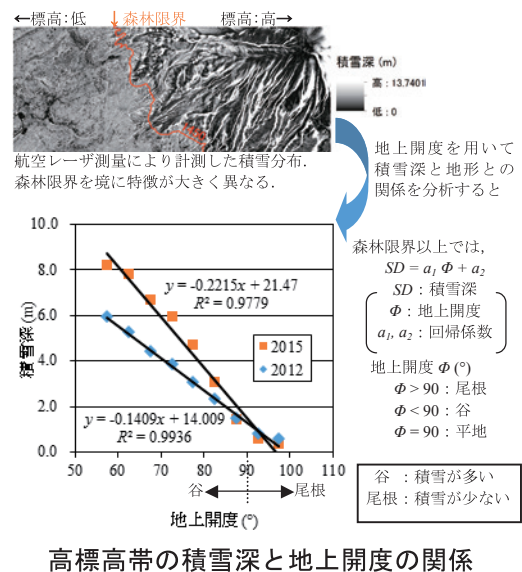 ←標高:低
森林限界
標高:高→
積雪深 (m)
高 : 13.7401
低 : 0
航空レーザ測量により計測した積雪分布.
森林限界を境に特徴が大きく異なる.
地上開度を用いて
積雪深と地形との
関係を分析すると
積雪深 (m)
10.0
8.0
6.0
4.0
2.0
0.0
50
60
70
80
90
100
110
y = -0.2215x + 21.47
R² = 0.9779
2015
2012
y = -0.1409x + 14.009
R² = 0.9936
谷
尾根
地上開度 (°)
森林限界以上では,
SD = a₁ Φ + a₂
SD : 積雪深
Φ : 地上開度
a₁, a₂ : 回帰係数
地上開度 Φ (°)
Φ > 90 : 尾根
Φ < 90 : 谷
Φ = 90 : 平地
谷 : 積雪が多い
尾根 : 積雪が少ない
高標高帯の積雪深と地上開度の関係